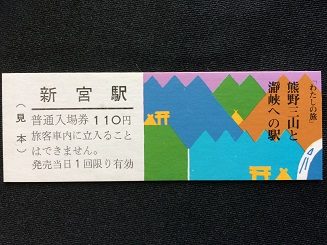 新宮駅
(見本)
普通入場券 110円
旅客車内に立入ること
はできません。
発売当日1回限り有効
「わたしの旅」
熊野三山と
瀞峡への駅